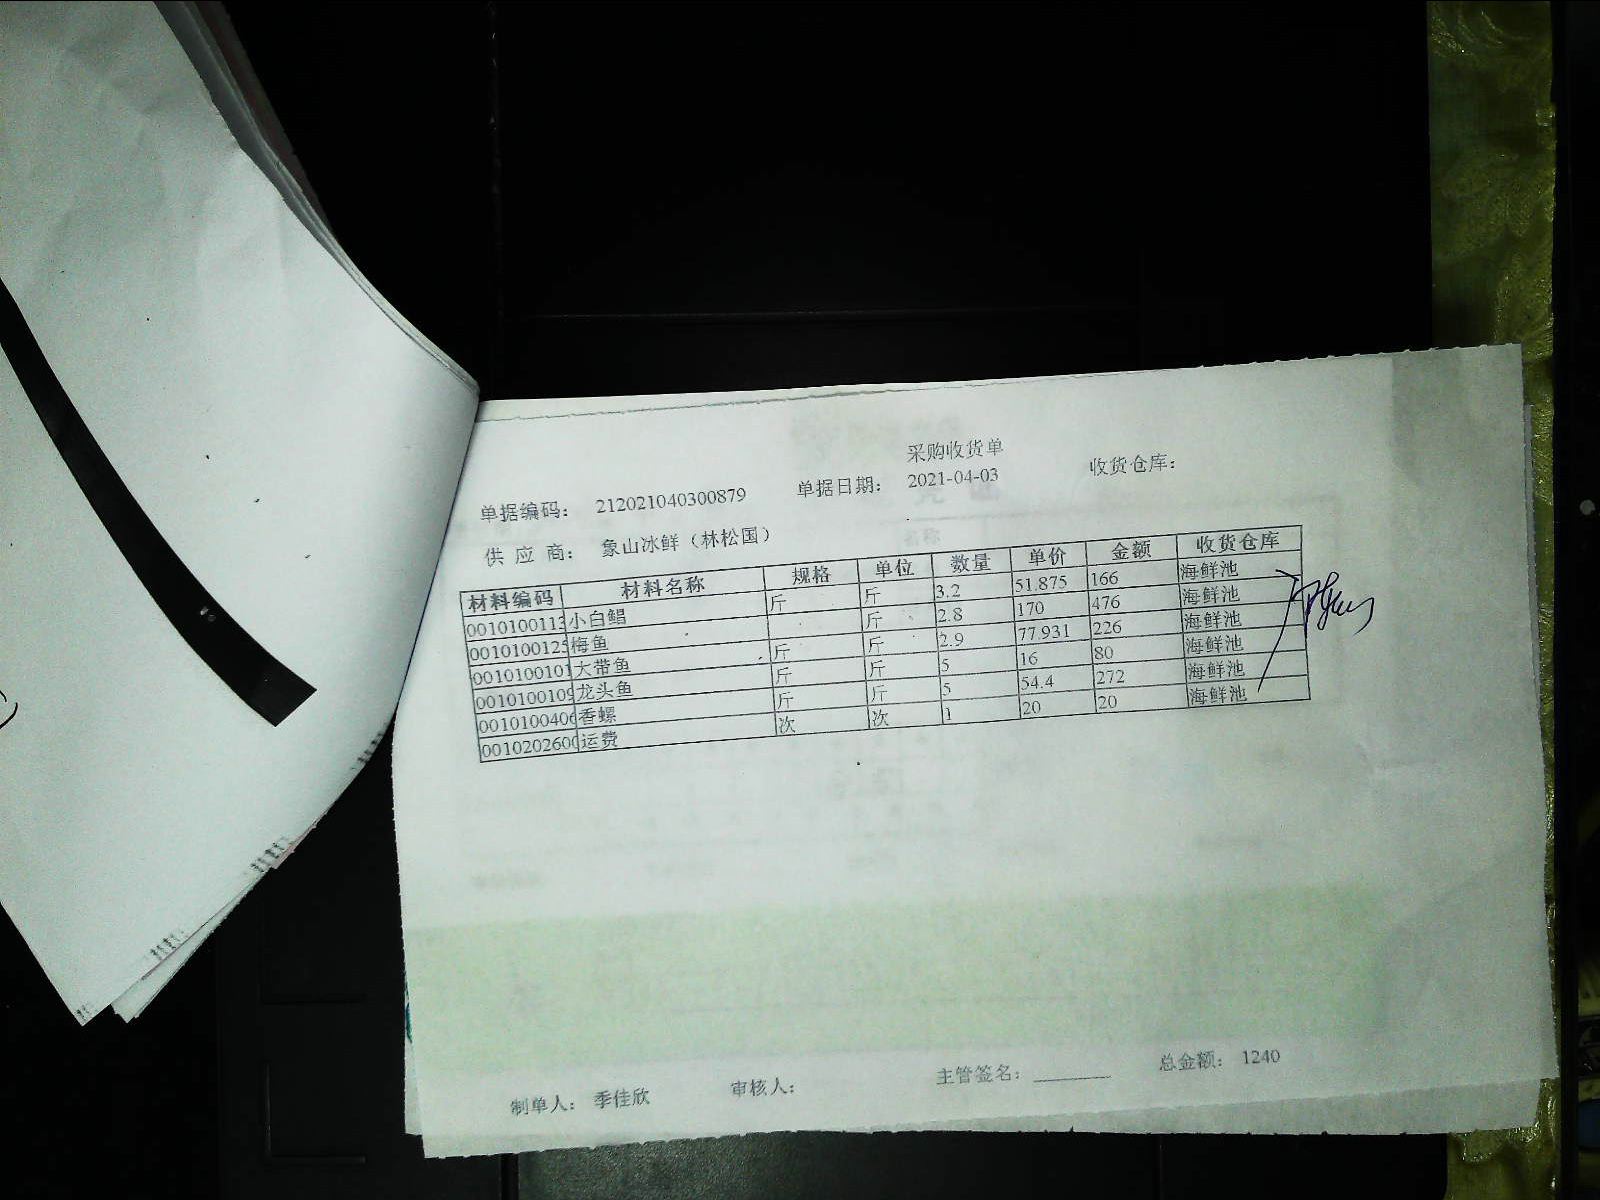 采购收货单
单据编码： 212021040300879 单据日期： 2021-04-03 收货仓库：
供 应 商： 象山冰鲜（林松国）
材料编码 材料名称 规格 单位 数量 单价 金额 收货仓库
0010100113 小白鲳 斤 斤 3.2 51.875 166 海鲜池
0010100125 梅鱼 斤 2.8 170 476 海鲜池
0010100101 大带鱼 斤 斤 2.9 77.931 226 海鲜池
0010100109 龙头鱼 斤 斤 5 16 80 海鲜池
0010100406 香螺 斤 斤 5 54.4 272 海鲜池
0010202600 运费 次 次 1 20 20 海鲜池
制单人： 季佳欣 审核人： 主管签名： 总金额： 1240